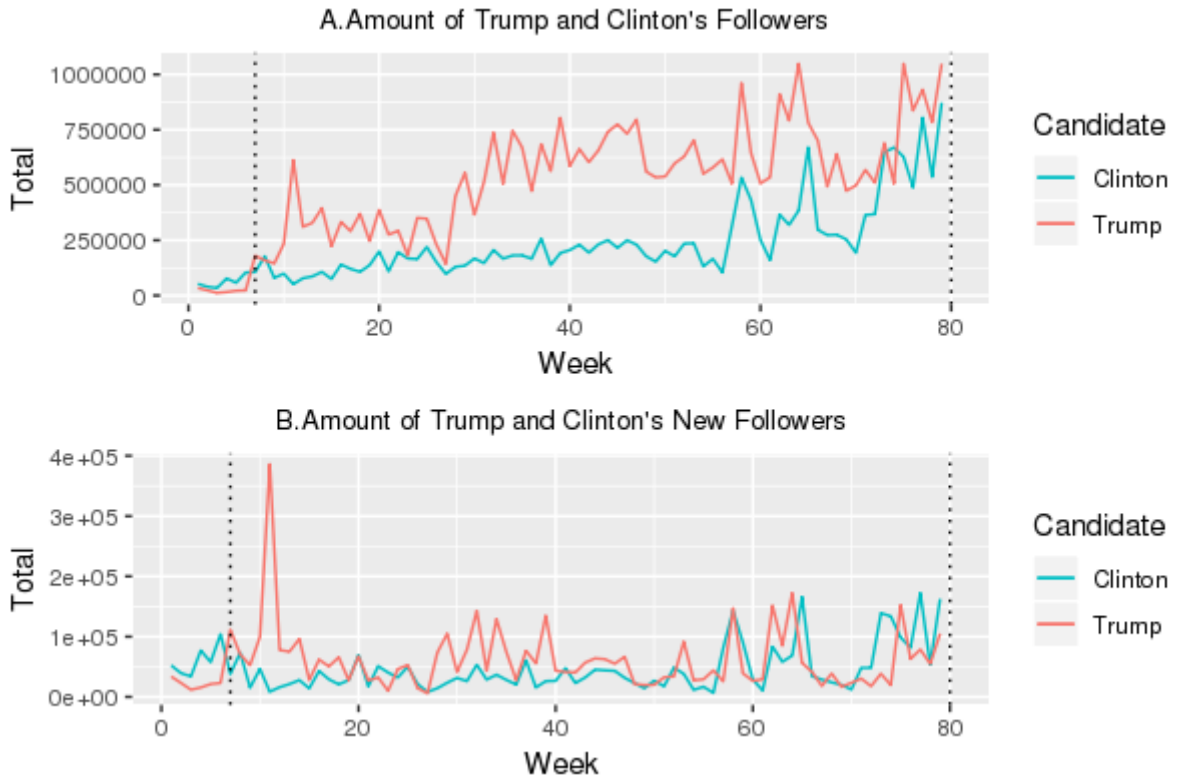 A.Amount of Trump and Clinton's Followers
1000000
750000
500000
250000
0
Total
0 20 40 60 80
Week
Candidate
Clinton
Trump
B.Amount of Trump and Clinton's New Followers
4e+05
3e+05
2e+05
1e+05
0e+00
Total
0 20 40 60 80
Week
Candidate
Clinton
Trump